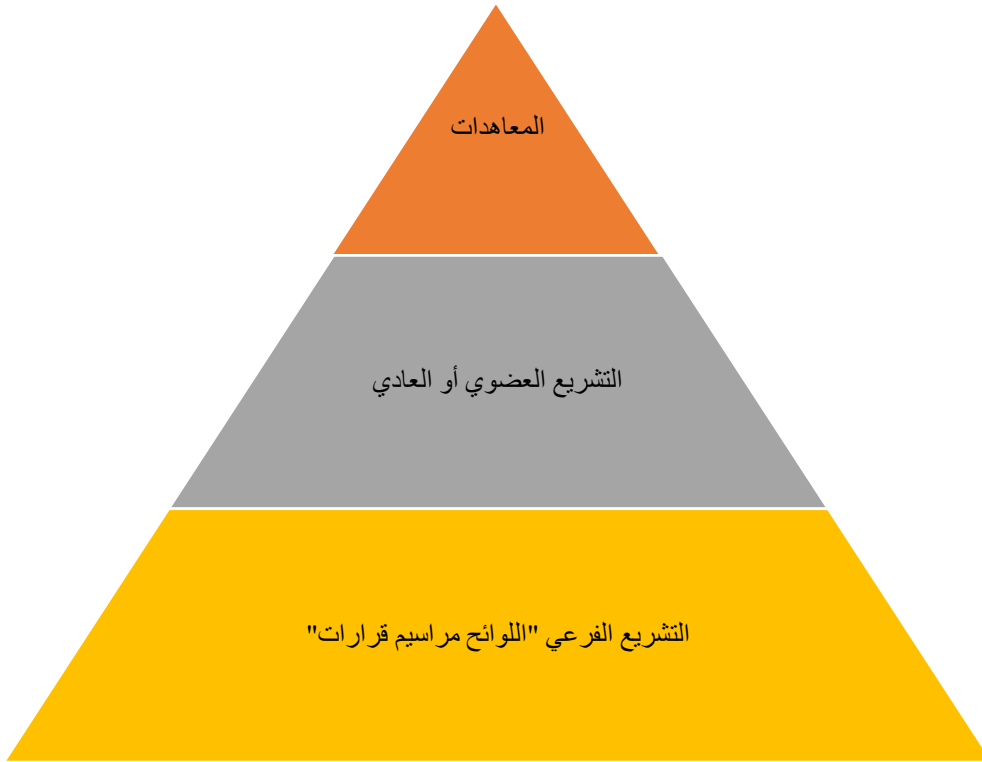 المعاهدات
التشريع العضوي أو العادي
التشريع الفرعي "اللوائح مراسيم قرارات"